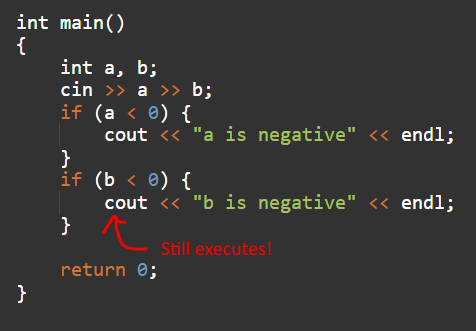 int main()
{
int a, b;
cin >> a >> b;
if (a < 0) {
cout << "a is negative" << endl;
}
if (b < 0) {
cout << "b is negative" << endl;
}
Still executes!
return 0;
}